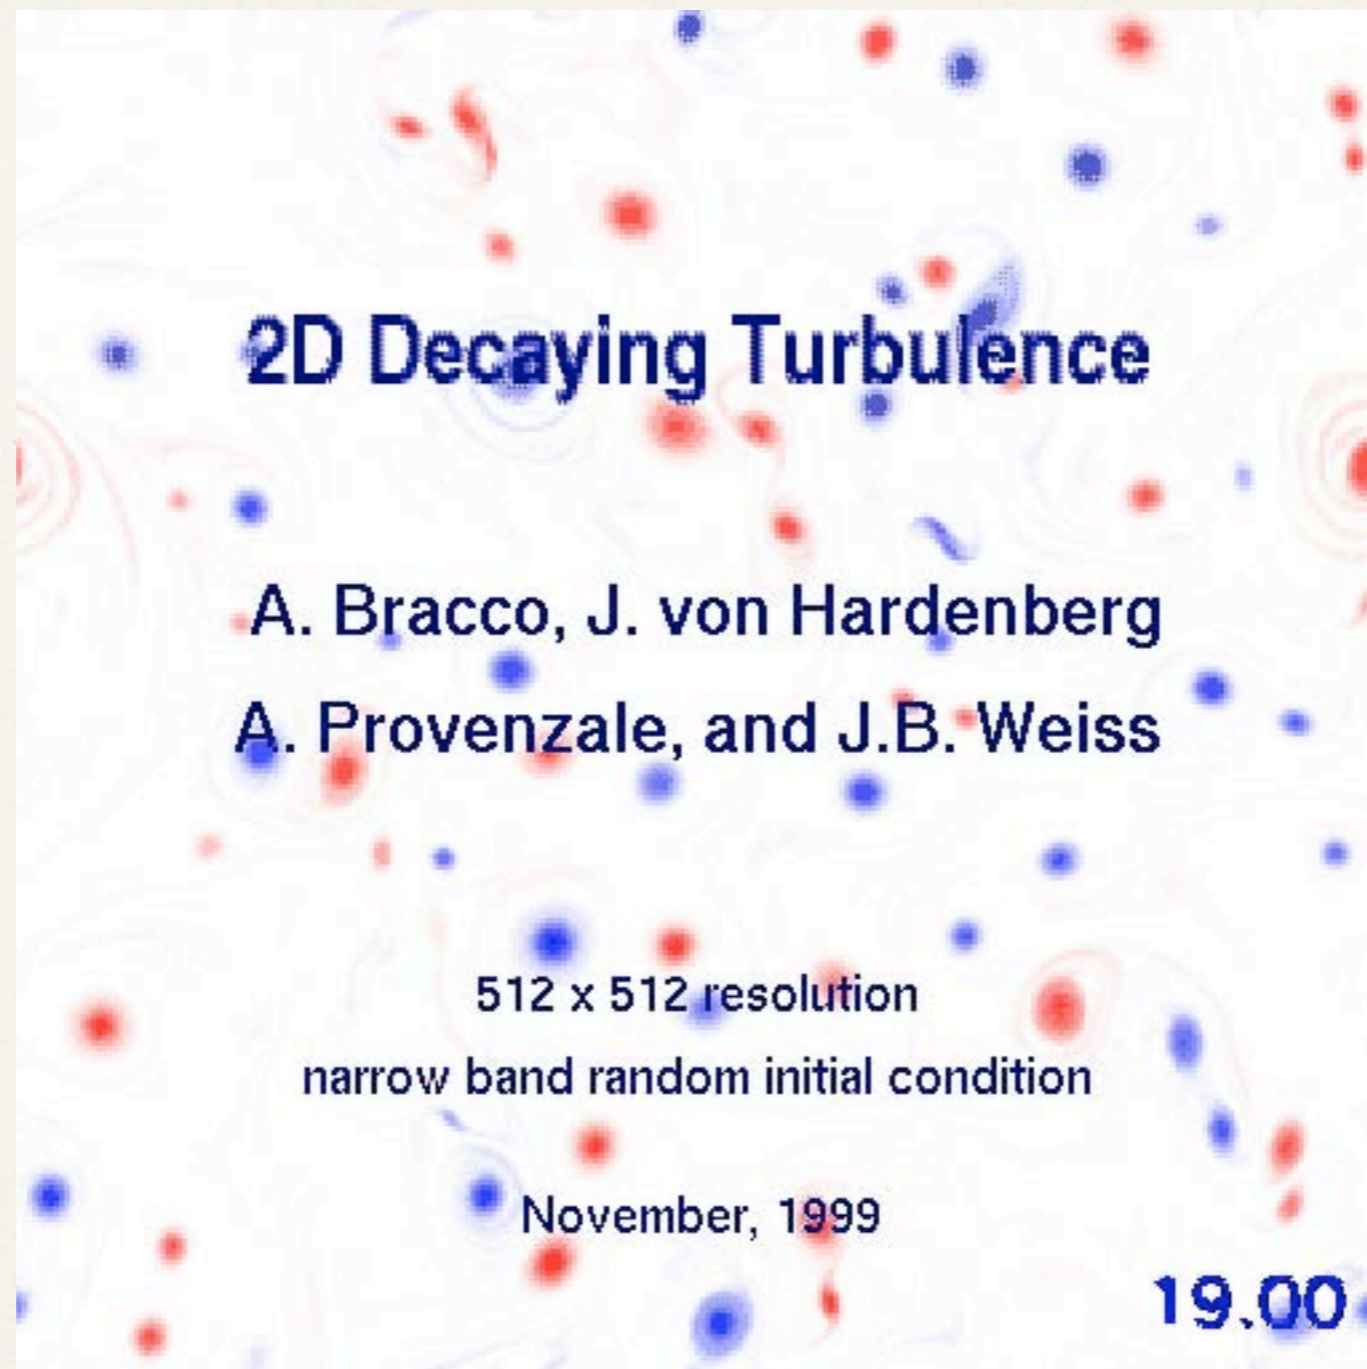 2D Decaying Turbulence
A. Bracco, J. von Hardenberg
A. Provenzale, and J.B. Weiss
512 x 512 resolution
narrow band random initial condition
November, 1999
19.00